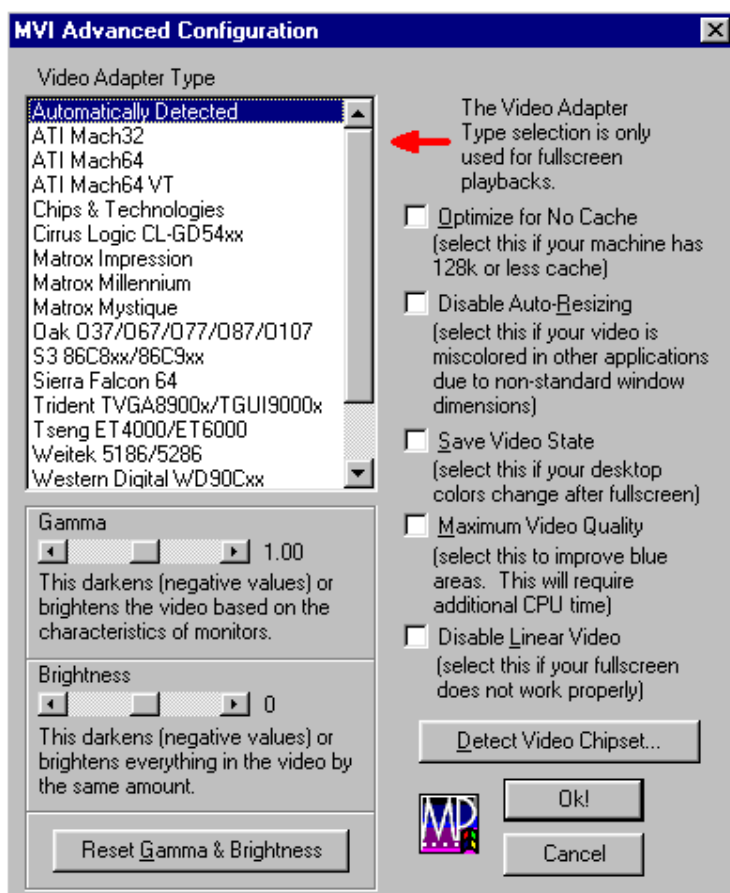 MVI Advanced Configuration
Video Adapter Type
Automatically Detected
ATI Mach32
ATI Mach64
ATI Mach64 VT
Chips & Technologies
Cirrus Logic CL-GD54xx
Matrox Impression
Matrox Millennium
Matrox Mystique
Oak O37/O67/O77/O87/O107
S3 86C8xx/86C9xx
Sierra Falcon 64
Trident TVGA8900x/TGUI9000x
Tseng ET4000/ET6000
Weitek 5186/5286
Western Digital WD90Cxx
Gamma
1.00
This darkens (negative values) or
brightens the video based on the
characteristics of monitors.
Brightness
0
This darkens (negative values) or
brightens everything in the video by
the same amount.
Reset Gamma & Brightness
The Video Adapter
Type selection is only
used for fullscreen
playbacks.
Optimize for No Cache
(select this if your machine has
128k or less cache)
Disable Auto-Resizing
(select this if your video is
miscolored in other applications
due to non-standard window
dimensions)
Save Video State
(select this if your desktop
colors change after fullscreen)
Maximum Video Quality
(select this to improve blue
areas. This will require
additional CPU time)
Disable Linear Video
(select this if your fullscreen
does not work properly)
Detect Video Chipset...
MP
Ok!
Cancel